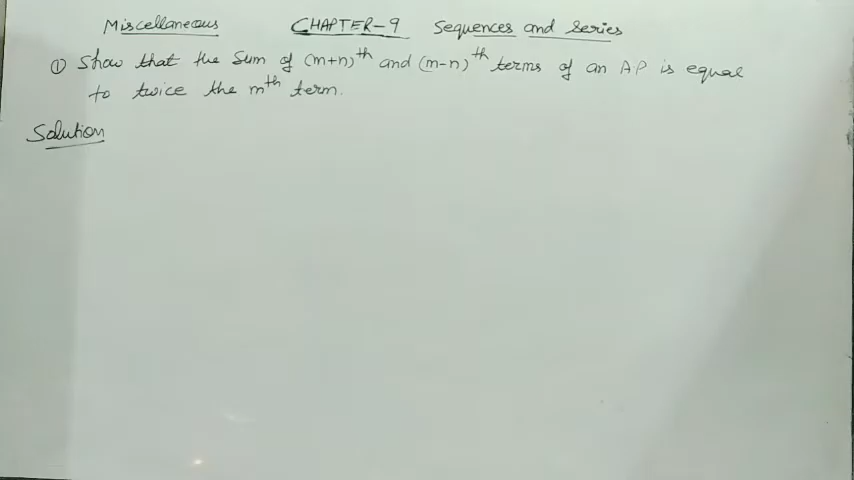 Miscellaneous CHAPTER-9 Sequences and Series
① Show that the Sum of (m+n)th and (m-n)th terms of an AP is equal
to twice the mth term.
Solution